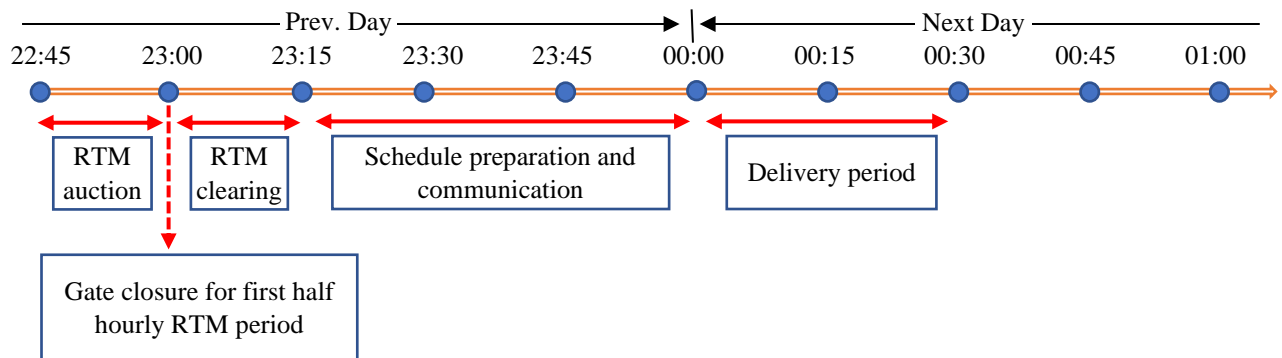 Prev. Day Next Day
22:45 23:00 23:15 23:30 23:45 00:00 00:15 00:30 00:45 01:00
RTM
auction
RTM
clearing
Schedule preparation and
communication
Delivery period
Gate closure for first half
hourly RTM period